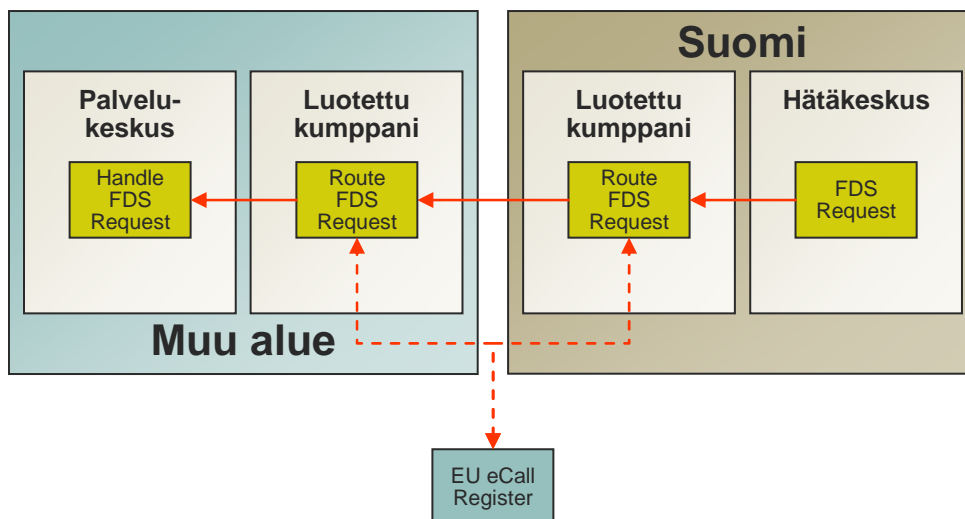 Suomi
Palvelu-
keskus
Luotettu
kumppani
Luotettu
kumppani
Hätäkeskus
Handle
FDS
Request
Route
FDS
Request
Route
FDS
Request
FDS
Request
Muu alue
EU eCall
Register